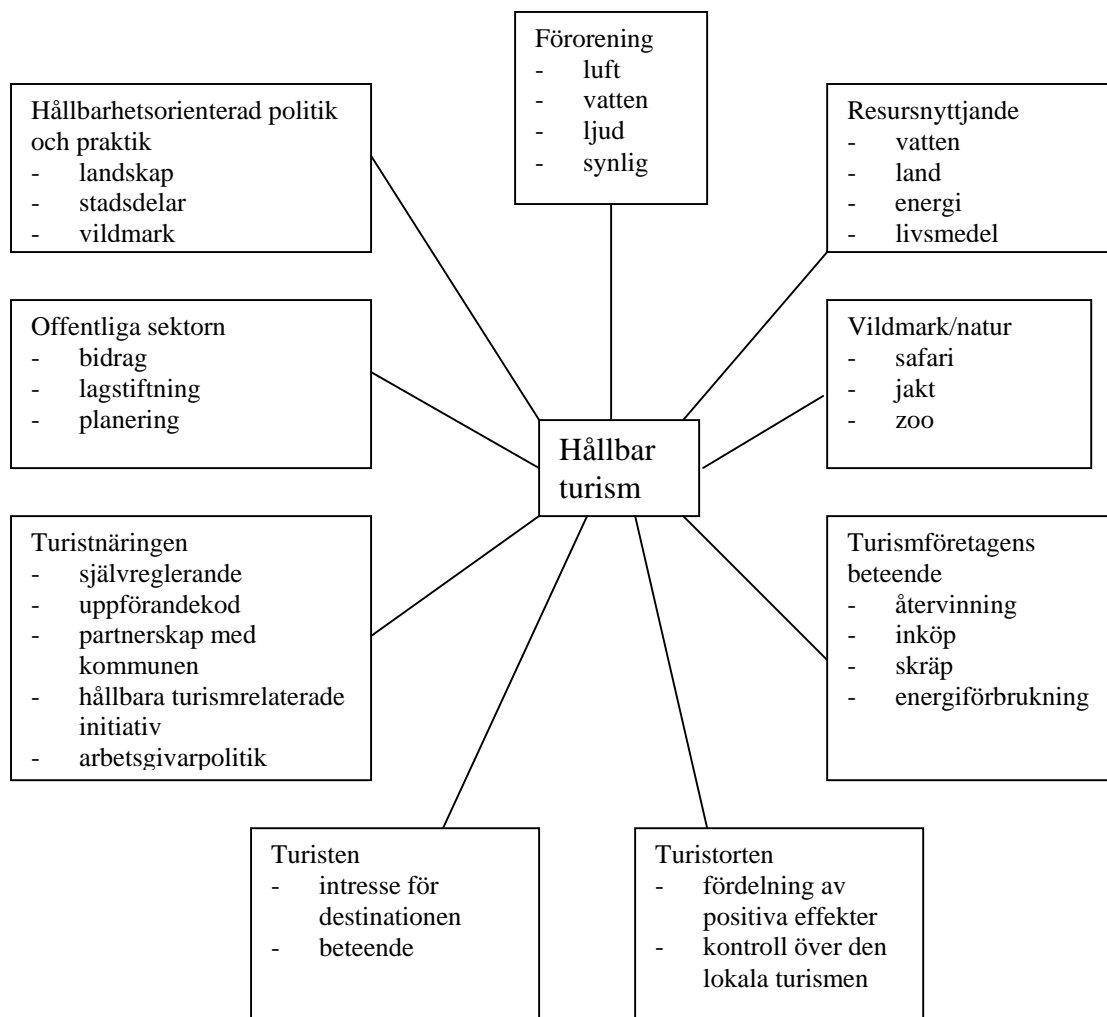 Förorening
- luft
- vatten
- ljud
- synlig
Hållbarhetsorienterad politik
och praktik
- landskap
- stadsdelar
- vildmark
Resursnyttjande
- vatten
- land
- energi
- livsmedel
Offentliga sektorn
- bidrag
- lagstiftning
- planering
Vildmark/natur
- safari
- jakt
- zoo
Hållbar
turism
Turistnäringen
- självreglerande
- uppförandekod
- partnerskap med
kommunen
- hållbara turismrelaterade
initiativ
- arbetsgivarpolitik
Turismföretagens
beteende
- återvinning
- inköp
- skräp
- energiförbrukning
Turisten
- intresse för
destinationen
- beteende
Turistorten
- fördelning av
positiva effekter
- kontroll över den
lokala turismen